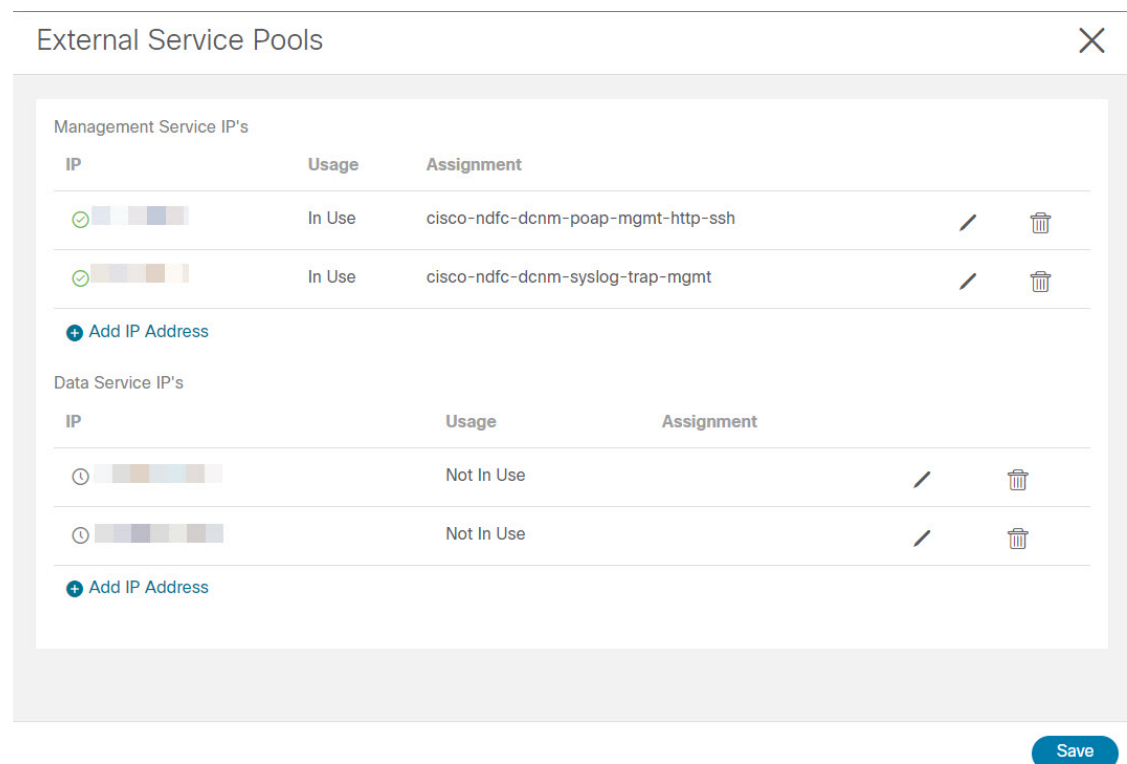 External Service Pools
Management Service IP's
IP Usage Assignment
In Use cisco-ndfc-dcnm-poap-mgmt-http-ssh
In Use cisco-ndfc-dcnm-syslog-trap-mgmt
Add IP Address
Data Service IP's
IP Usage Assignment
Not In Use
Not In Use
Add IP Address
Save